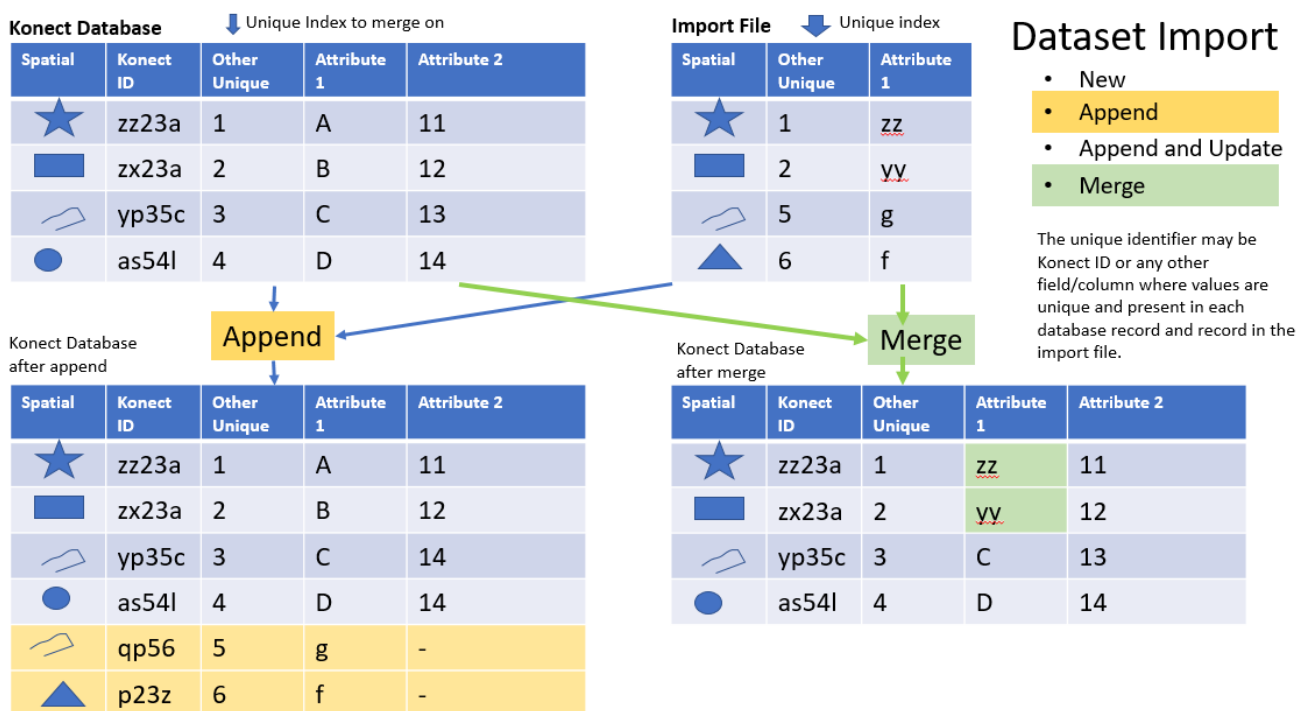 Konect Database
Unique Index to merge on
Spatial Konect ID Other Unique Attribute 1 Attribute 2
zz23a 1 A 11
zx23a 2 B 12
yp35c 3 C 13
as54l 4 D 14
Import File
Unique index
Spatial Other Unique Attribute 1
1 zz
2 yy
5 g
6 f
Dataset Import
• New
• Append
• Append and Update
• Merge
The unique identifier may be
Konect ID or any other
field/column where values are
unique and present in each
database record and record in the
import file.
Append
Merge
Konect Database
after append
Spatial Konect ID Other Unique Attribute 1 Attribute 2
zz23a 1 A 11
zx23a 2 B 12
yp35c 3 C 14
as54l 4 D 14
qp56 5 g -
p23z 6 f -
Konect Database
after merge
Spatial Konect ID Other Unique Attribute 1 Attribute 2
zz23a 1 zz 11
zx23a 2 yy 12
yp35c 3 C 13
as54l 4 D 14